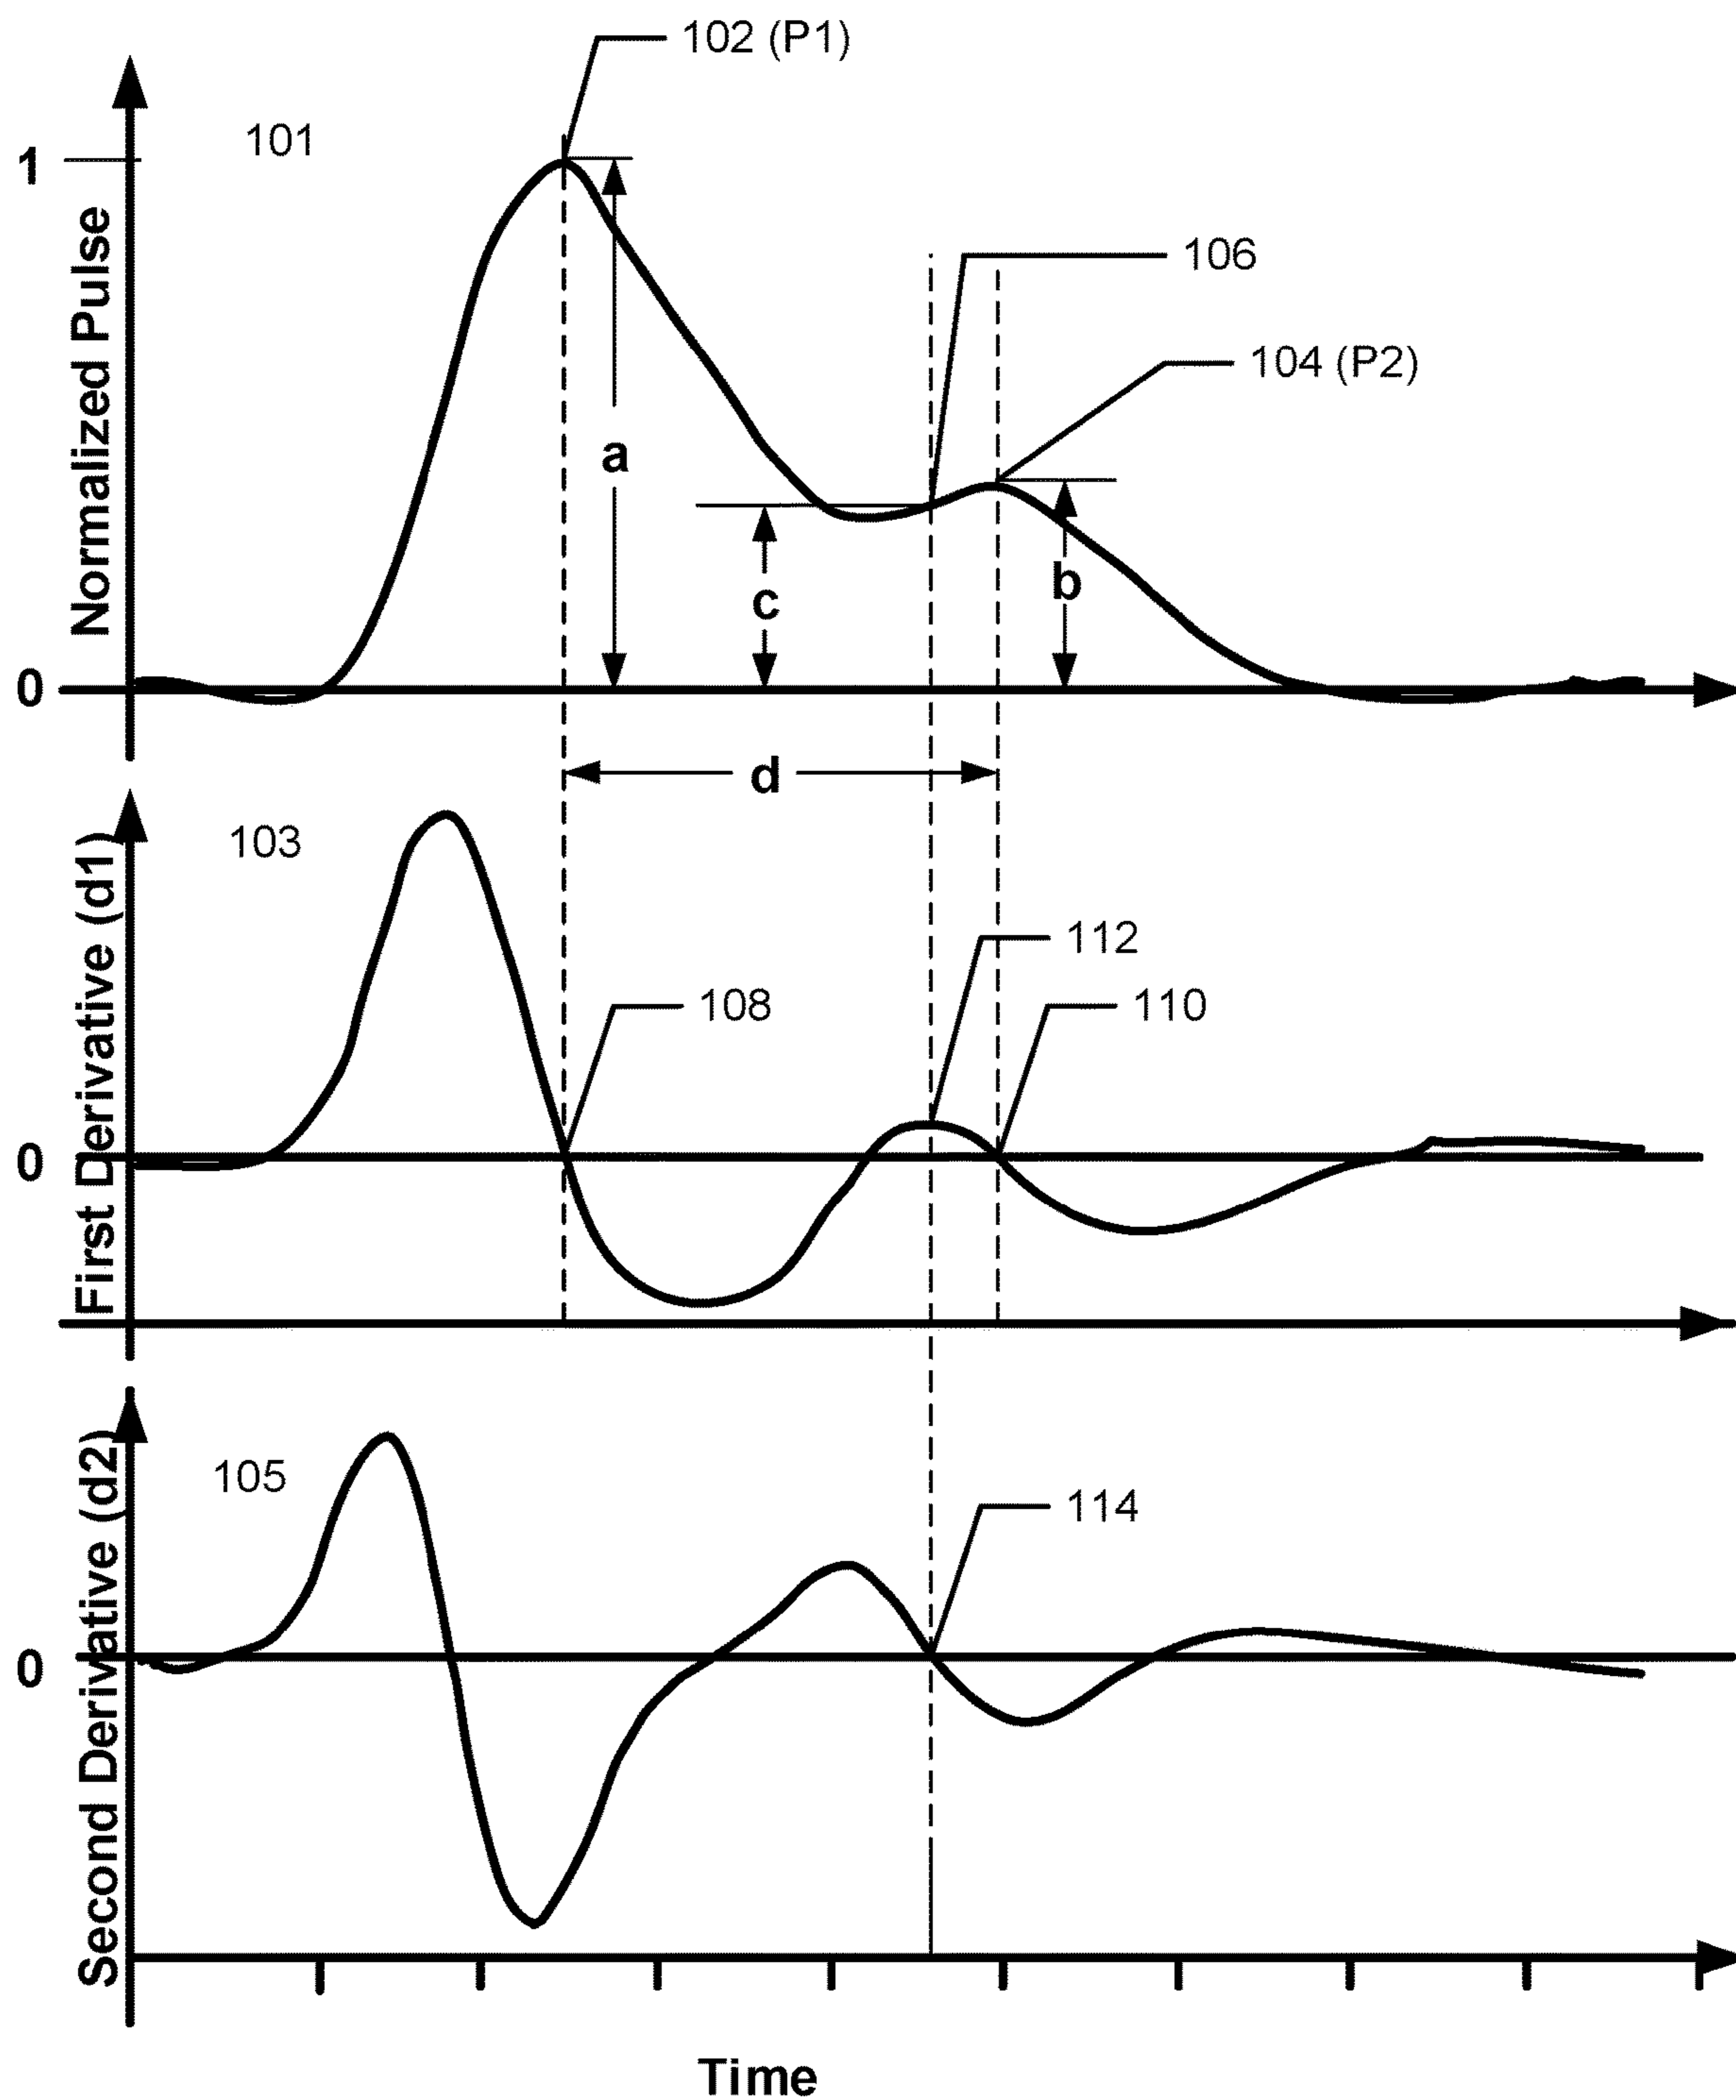 102 (P1)
101
1
Normalized Pulse
106
104 (P2)
a
c
b
0
d
103
First Derivative (d1)
112
108
110
0
105
Second Derivative (d2)
114
0
Time